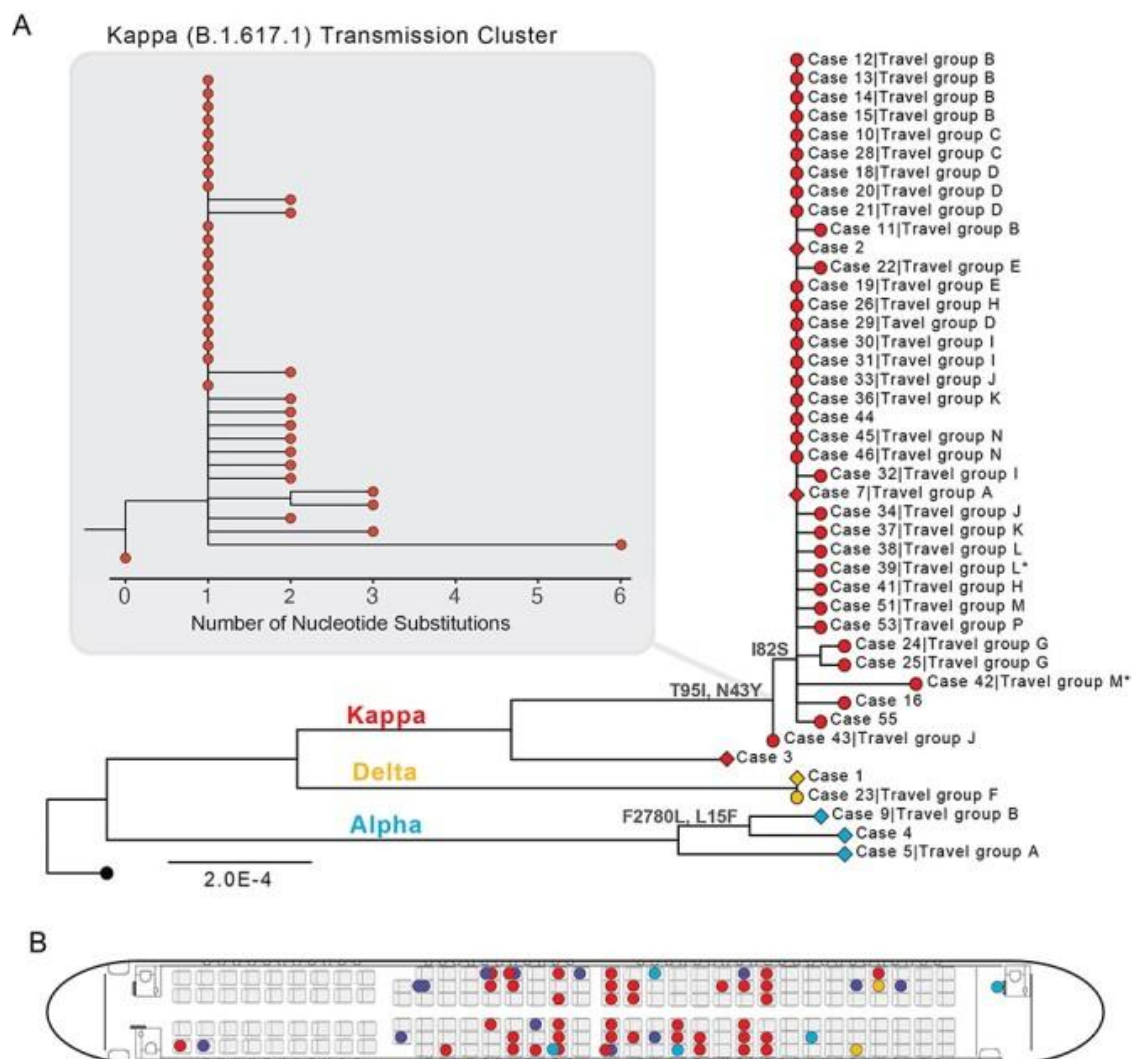 A
Kappa (B.1.617.1) Transmission Cluster
0 1 2 3 4 5 6
Number of Nucleotide Substitutions
Case 12|Travel group B
Case 13|Travel group B
Case 14|Travel group B
Case 15|Travel group B
Case 10|Travel group C
Case 28|Travel group C
Case 18|Travel group D
Case 20|Travel group D
Case 21|Travel group D
Case 11|Travel group B
Case 2
Case 22|Travel group E
Case 19|Travel group E
Case 26|Travel group H
Case 29|Tavel group D
Case 30|Travel group I
Case 31|Travel group I
Case 33|Travel group J
Case 36|Travel group K
Case 44
Case 45|Travel group N
Case 46|Travel group N
Case 32|Travel group I
Case 7|Travel group A
Case 34|Travel group J
Case 37|Travel group K
Case 38|Travel group L
Case 39|Travel group L*
Case 41|Travel group H
Case 51|Travel group M
Case 53|Travel group P
I82S
Case 24|Travel group G
Case 25|Travel group G
Case 42|Travel group M*
T95I, N43Y
Case 16
Kappa
Case 55
Case 43|Travel group J
Case 3
Delta
Case 1
Case 23|Travel group F
F2780L, L15F
Case 9|Travel group B
Alpha
Case 4
Case 5|Travel group A
2.0E-4
B